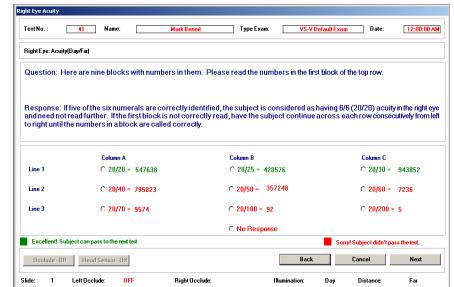 Right Eye Acuity
Test No. : 41 Name: Mark Benoit Type Exam: VS-V Default Exam Date: 12:00:00 AM
Right Eye: Acuity(Day/Far)
Question: Here are nine blocks with numbers in them. Please read the numbers in the first block of the top row.
Response: If five of the six numerals are correctly identified, the subject is considered as having 6/6 (20/20) acuity in the right eye
and need not read further. If the first block is not correctly read, have the subject continue across each row consecutively from left
to right until the numbers in a block are called correctly.
Column A Column B Column C
Line 1 20/20 = 547638 20/25 = 428576 20/30 = 943852
Line 2 20/40 = 795823 20/50 = 357248 20/60 = 7236
Line 3 20/70 = 9574 20/100 = 92 20/200 = 5
No Response
Excellent! Subject can pass to the next test Sorry! Subject didn't pass the test.
Occlude - Off Head Sensor - Off Back Cancel Next
Slide: 1 Left Occlude: OFF Right Occlude: Illumination: Day Distance: Far